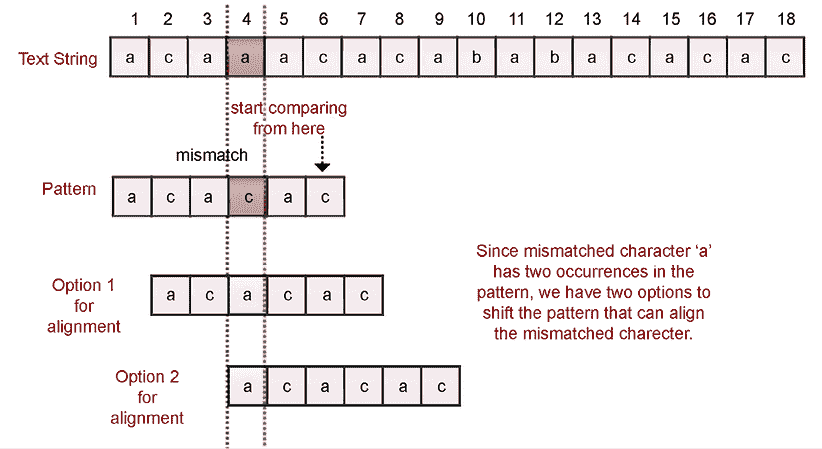 1 2 3 4 5 6 7 8 9 10 11 12 13 14 15 16 17 18
Text String a c a a a c a c a b a b a c a c a c
start comparing
from here
mismatch
Pattern a c a c a c
Option 1
for
alignment
a c a c a c
Since mismatched character ‘a’
has two occurrences in the
pattern, we have two options to
shift the pattern that can align
the mismatched charecter.
Option 2
for
alignment
a c a c a c